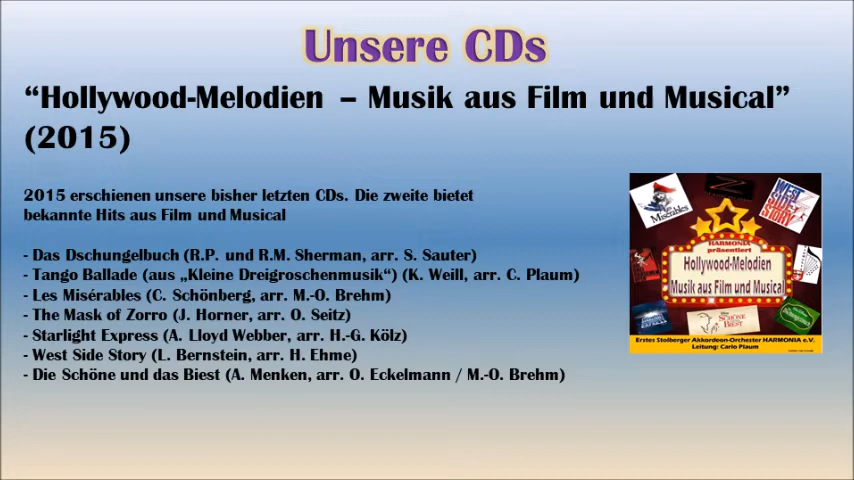 Unsere CDs
“Hollywood-Melodien – Musik aus Film und Musical”
(2015)
2015 erschienen unsere bisher letzten CDs. Die zweite bietet
bekannte Hits aus Film und Musical
- Das Dschungelbuch (R.P. und R.M. Sherman, arr. S. Sauter)
- Tango Ballade (aus „Kleine Dreigroschenmusik“) (K. Weill, arr. C. Plaum)
- Les Misérables (C. Schönberg, arr. M.-O. Brehm)
- The Mask of Zorro (J. Horner, arr. O. Seitz)
- Starlight Express (A. Lloyd Webber, arr. H.-G. Kölz)
- West Side Story (L. Bernstein, arr. H. Ehme)
- Die Schöne und das Biest (A. Menken, arr. O. Eckelmann / M.-O. Brehm)
Les
Misérables
WEST
SIDE
STORY
HARMONIA
präsentiert
Hollywood-Melodien
Musik aus Film und Musical
SCHÖNE
BIEST
Erstes Stolberger Akkordeon-Orchester HARMONIA e.V.
Leitung: Carlo Plaum